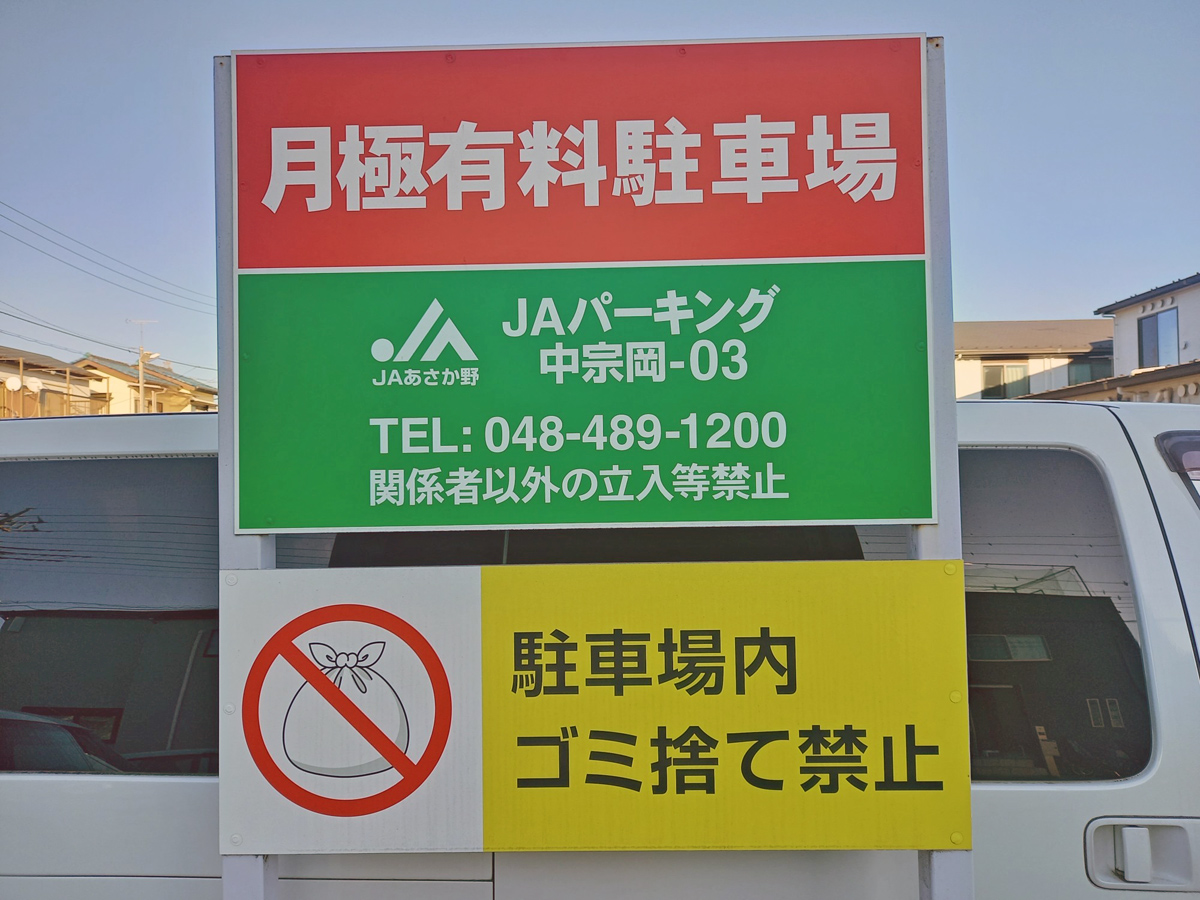 月極有料駐車場
JAパーキング
中宗岡-03
JAあさか野
TEL: 048-489-1200
関係者以外の立入等禁止
駐車場内
ゴミ捨て禁止